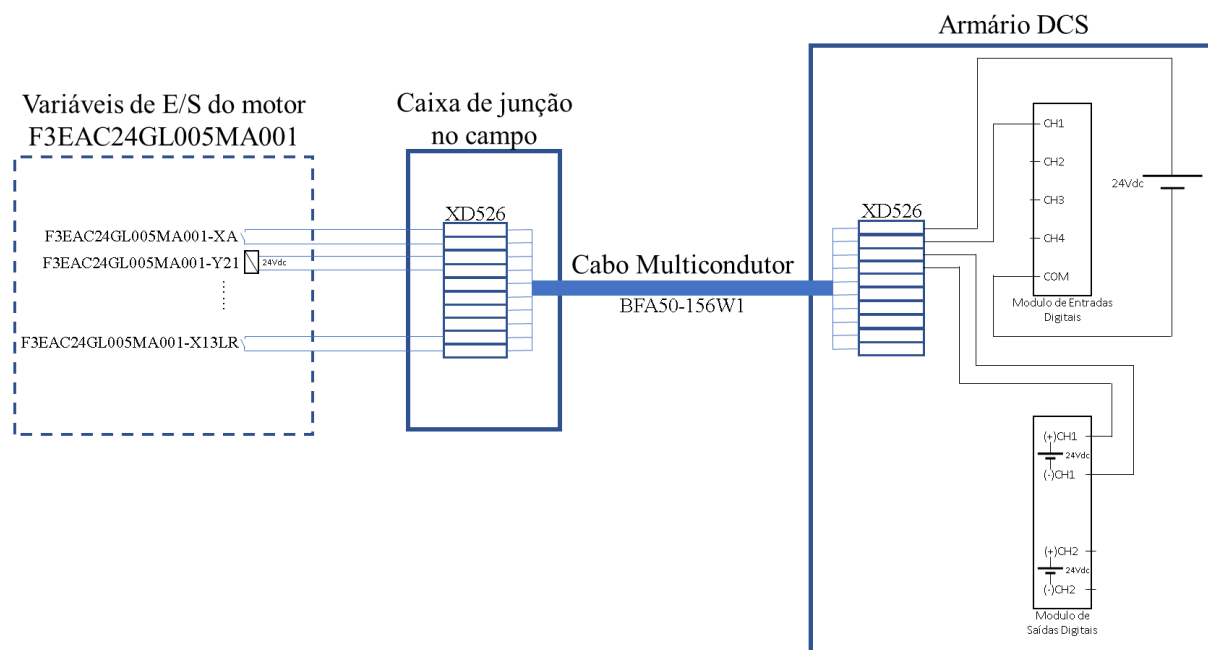 Armário DCS
Variáveis de E/S do motor
F3EAC24GL005MA001
Caixa de junção
no campo
XD526
F3EAC24GL005MA001-XA
F3EAC24GL005MA001-Y21
24Vdc
F3EAC24GL005MA001-X13LR
Cabo Multicondutor
BFA50-156W1
XD526
CH1
CH2
CH3
CH4
COM
Modulo de Entradas
Digitais
24Vdc
(+)CH1
24Vdc
(-)CH1
(+)CH2
24Vdc
(-)CH2
Modulo de
Saídas Digitais